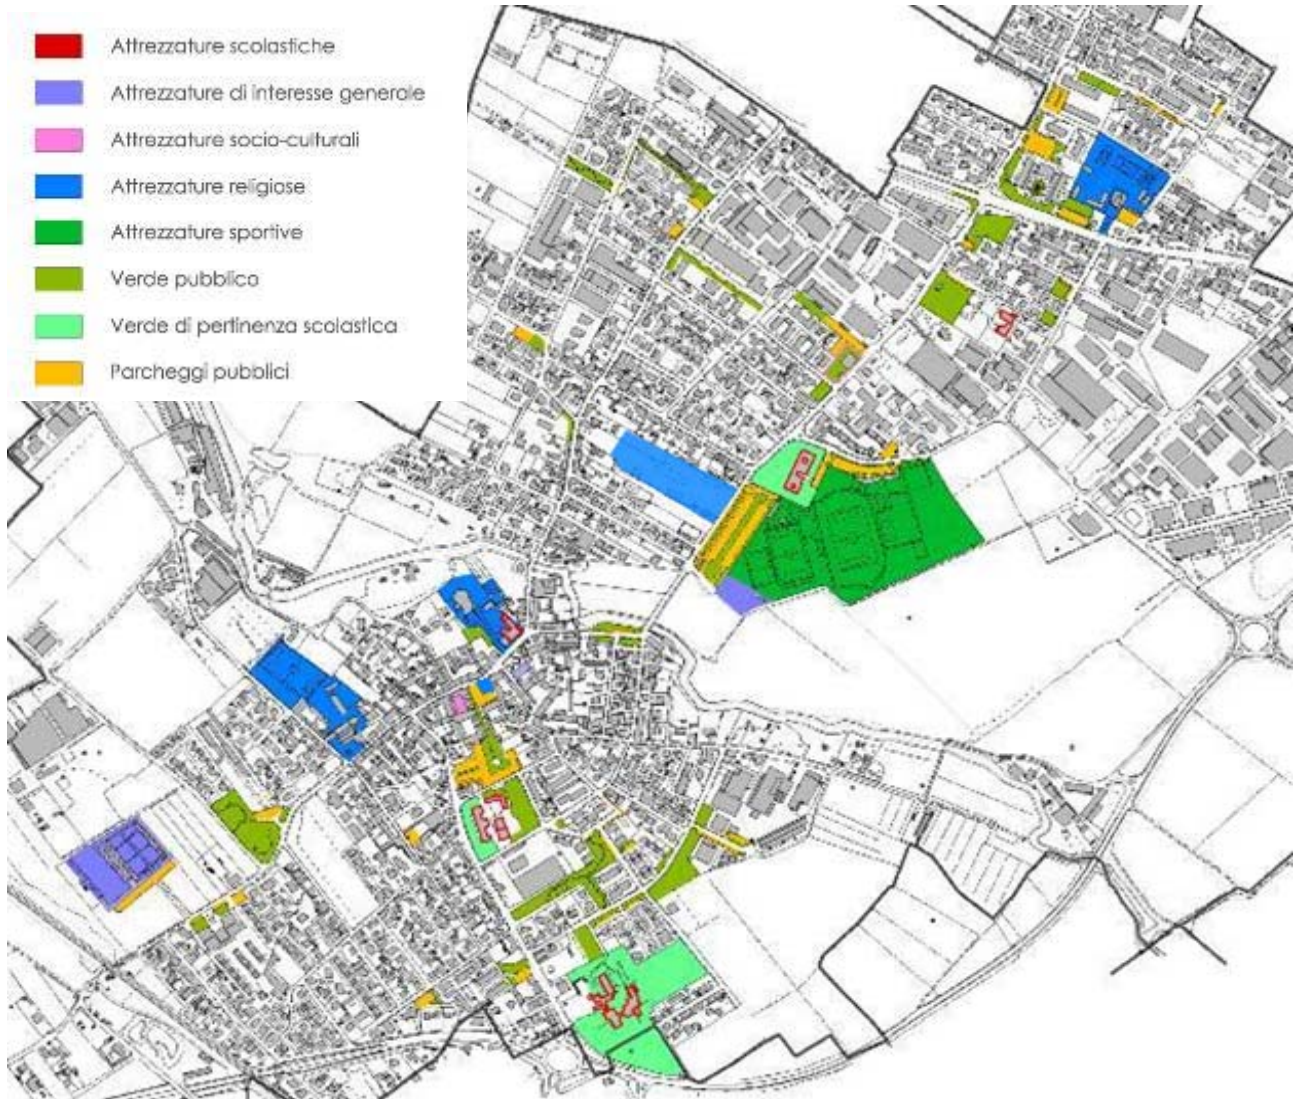 Attrezzature scolastiche
Attrezzature di interesse generale
Attrezzature socio-culturali
Attrezzature religiose
Attrezzature sportive
Verde pubblico
Verde di pertinenza scolastica
Parcheggi pubblici